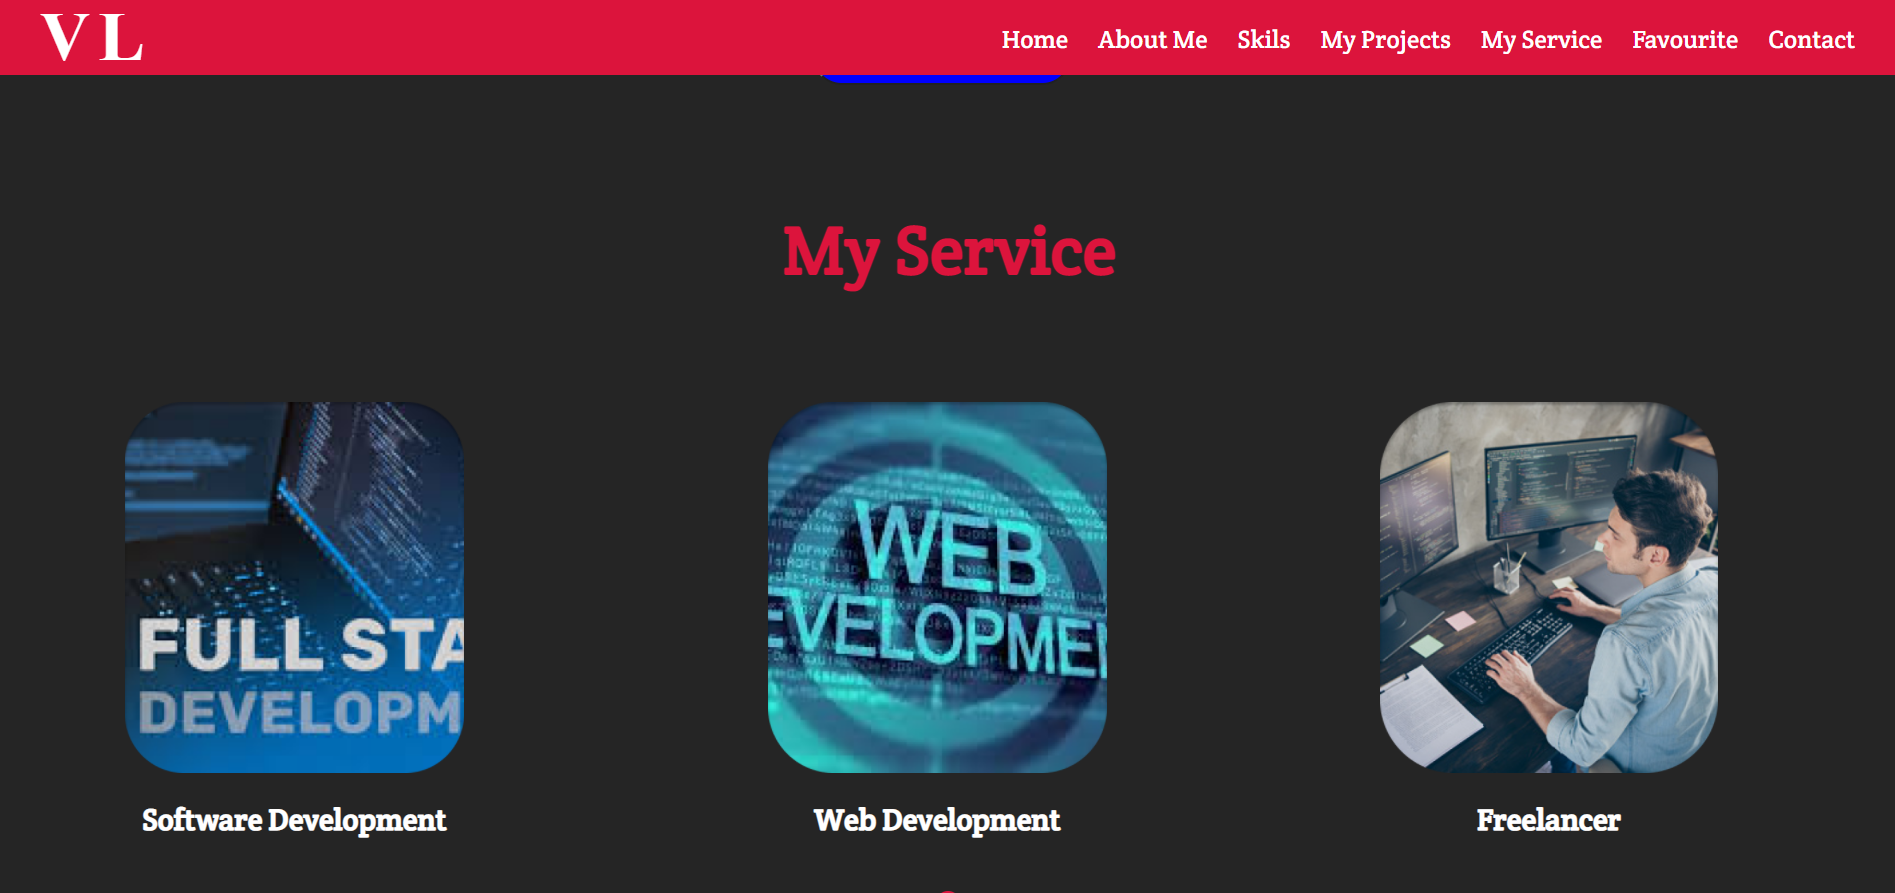 VL
Home About Me Skils My Projects My Service Favourite Contact
My Service
FULL STA
DEVELOPM
WEB
EVELOPMEN
Software Development
Web Development
Freelancer